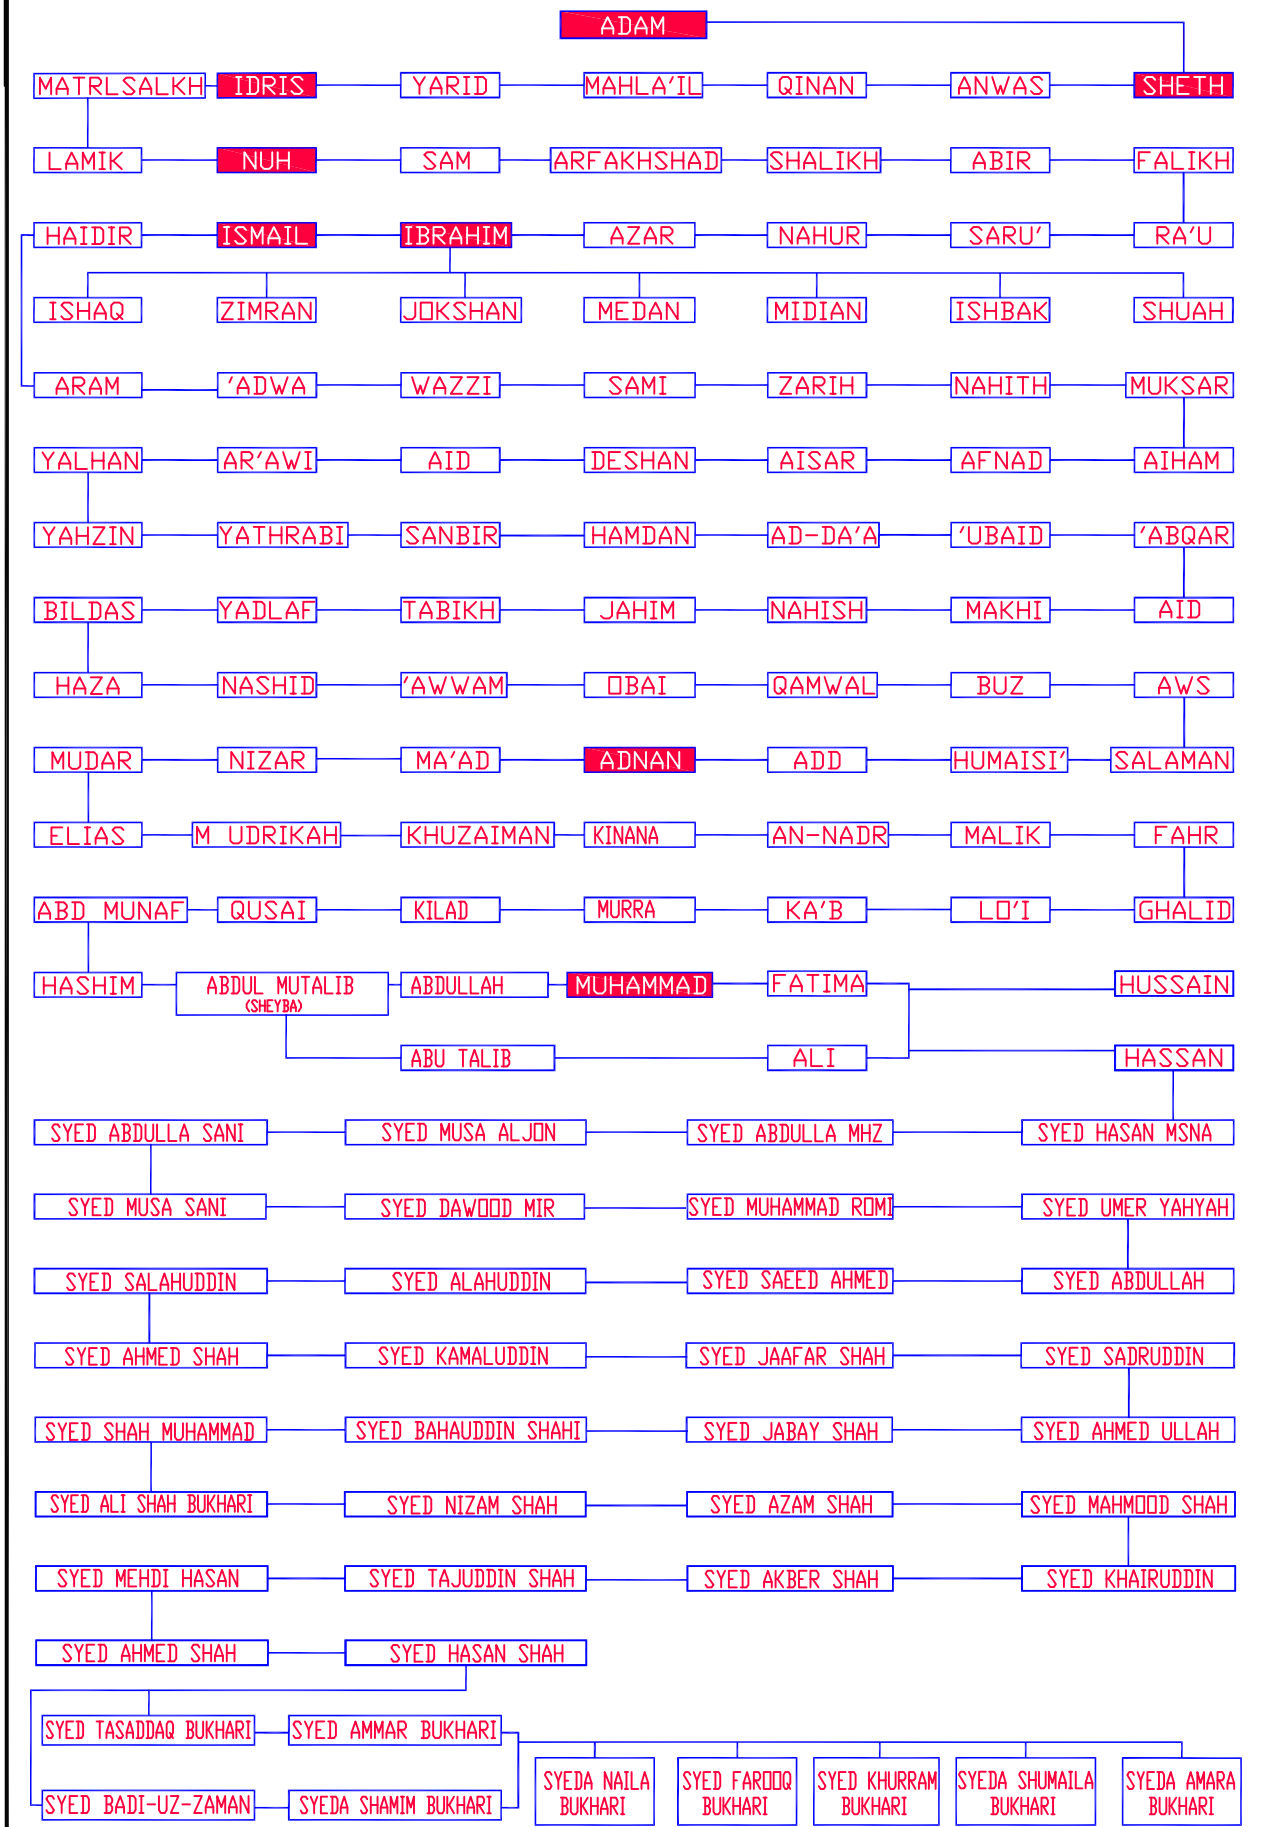 ADAM
MATRLSALKH IDRIS YARID MAHLA'IL QINAN ANWAS SHETH
LAMIK NUH SAM ARFAKHSHAD SHALIKH ABIR FALIKH
HAIDIR ISMAIL IBRAHIM AZAR NAHUR SARU' RA'U
ISHAQ ZIMRAN JOKSHAN MEDAN MIDIAN ISHBAK SHUAH
ARAM 'ADWA WAZZI SAMI ZARIH NAHITH MUKSAR
YALHAN AR'AWI AID DESHAN AISAR AFNAD AIHAM
YAHZIN YATHRABI SANBIR HAMDAN AD-DA'A 'UBAID 'ABQAR
BILDAS YADLAF TABIKH JAHIM NAHISH MAKHI AID
HAZA NASHID 'AWWAM OBAI QAMWAL BUZ AWS
MUDAR NIZAR MA'AD ADNAN ADD HUMAISI' SALAMAN
ELIAS M UDRIKAH KHUZAIMAN KINANA AN-NADR MALIK FAHR
ABD MUNAF QUSAI KILAD MURRA KA'B LO'I GHALID
HASHIM ABDUL MUTALIB ABDULLAH MUHAMMAD FATIMA HUSSAIN
(SHEYBA)
ABU TALIB ALI HASSAN
SYED ABDULLA SANI SYED MUSA ALJON SYED ABDULLA MHZ SYED HASAN MSNA
SYED MUSA SANI SYED DAWOOD MIR SYED MUHAMMAD ROMI SYED UMER YAHYAH
SYED SALAHUDDIN SYED ALAHUDDIN SYED SAEED AHMED SYED ABDULLAH
SYED AHMED SHAH SYED KAMALUDDIN SYED JAAFAR SHAH SYED SADRUDDIN
SYED SHAH MUHAMMAD SYED BAHAUDDIN SHAHI SYED JABAY SHAH SYED AHMED ULLAH
SYED ALI SHAH BUKHARI SYED NIZAM SHAH SYED AZAM SHAH SYED MAHMOOD SHAH
SYED MEHDI HASAN SYED TAJUDDIN SHAH SYED AKBER SHAH SYED KHAIRUDDIN
SYED AHMED SHAH SYED HASAN SHAH
SYED TASADDAQ BUKHARI SYED AMMAR BUKHARI
SYED BADI-UZ-ZAMAN SYEDA SHAMIM BUKHARI
SYEDA NAILA
BUKHARI
SYED FAROOQ
BUKHARI
SYED KHURRAM
BUKHARI
SYEDA SHUMAILA
BUKHARI
SYEDA AMARA
BUKHARI